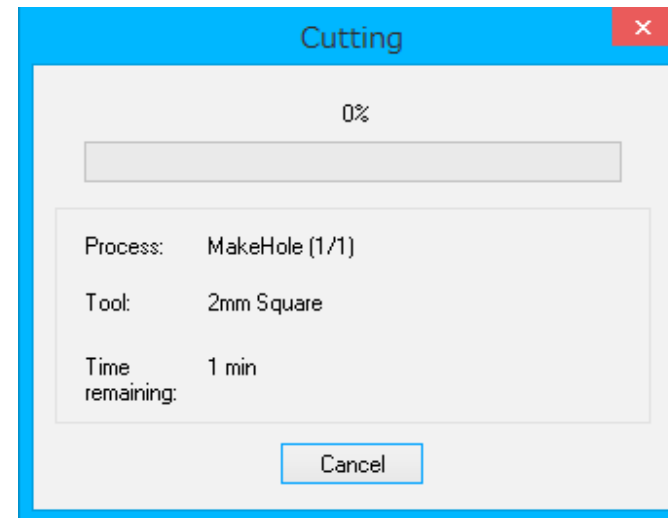 Cutting
0%
Process: MakeHole (1/1)
Tool: 2mm Square
Time remaining: 1 min
Cancel